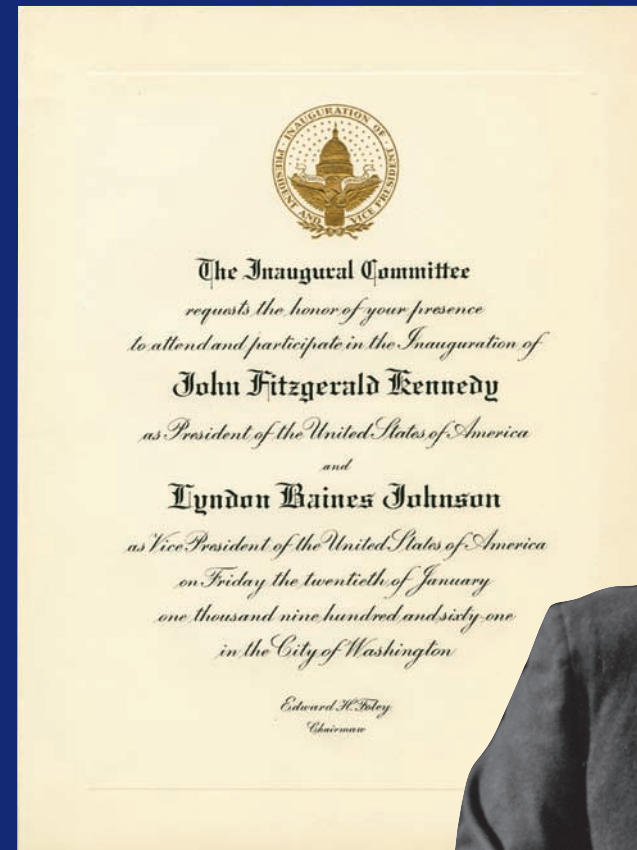 INAUGURATION OF
PRESIDENT AND VICE PRESIDENT
The Inaugural Committee
requests the honor of your presence
to attend and participate in the Inauguration of
John Fitzgerald Kennedy
as President of the United States of America
and
Lyndon Baines Johnson
as Vice President of the United States of America
on Friday the twentieth of January
one thousand nine hundred and sixty-one
in the City of Washington
Edward H. Foley
Chairman